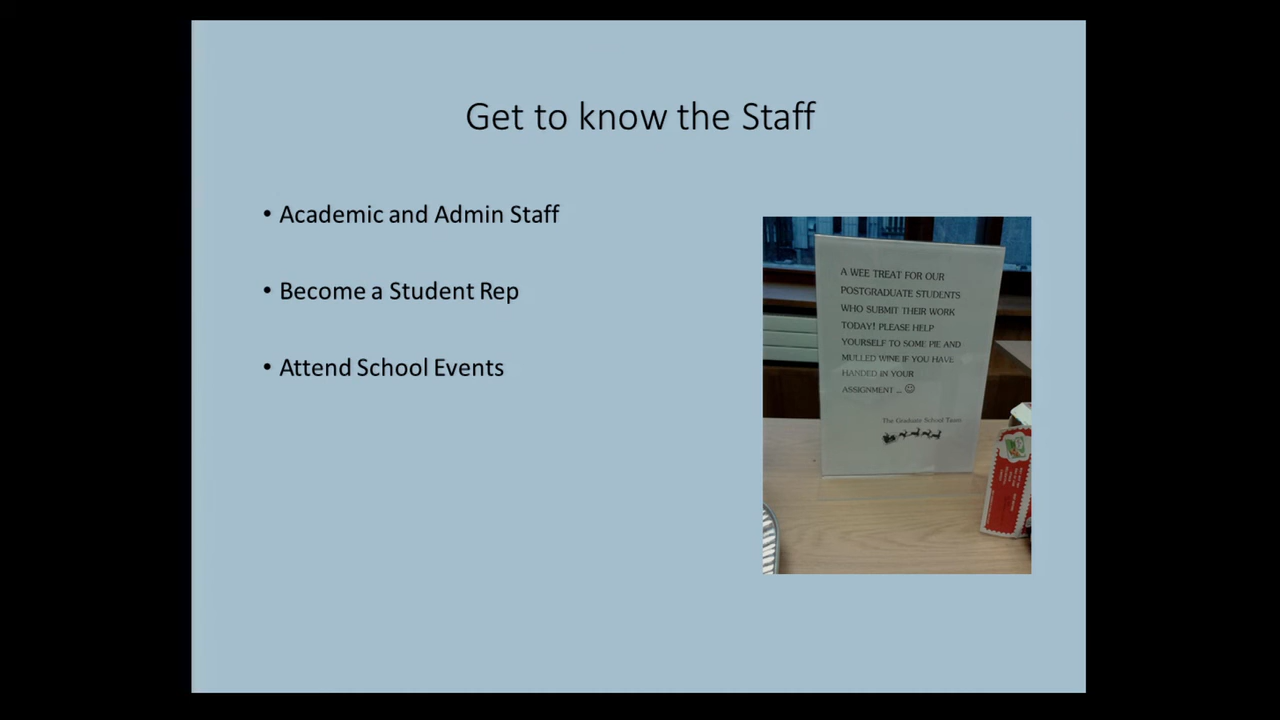 Get to know the Staff
• Academic and Admin Staff
• Become a Student Rep
• Attend School Events
A WEE TREAT FOR OUR
POSTGRADUATE STUDENTS
WHO SUBMIT THEIR WORK
TODAY! PLEASE HELP
YOURSELF TO SOME PIE AND
MULLED WINE IF YOU HAVE
HANDED IN YOUR
ASSIGNMENT ... ☺
The Graduate School Team